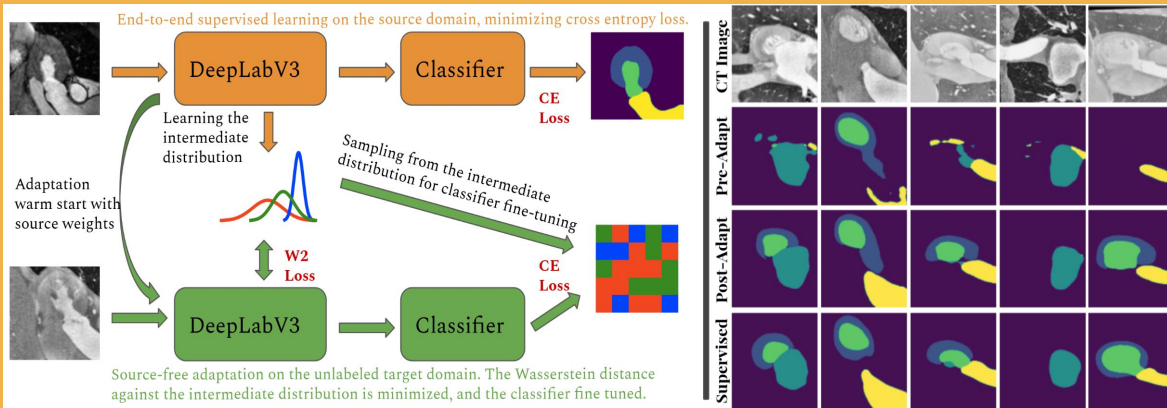 End-to-end supervised learning on the source domain, minimizing cross entropy loss.
DeepLabV3
Classifier
CE
Loss
Learning the
intermediate
distribution
Sampling from the intermediate
distribution for classifier fine-tuning
Adaptation
warm start with
source weights
W2
Loss
CE
Loss
DeepLabV3
Classifier
Source-free adaptation on the unlabeled target domain. The Wasserstein distance
against the intermediate distribution is minimized, and the classifier fine tuned.
CT Image
Pre-Adapt
Post-Adapt
Supervised